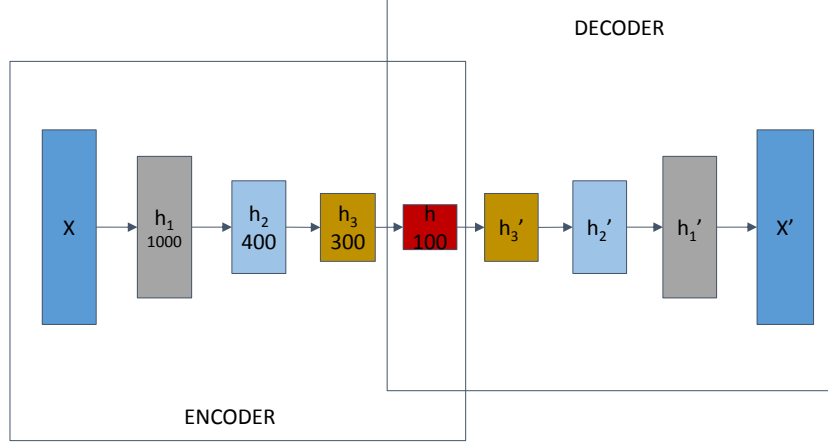 DECODER
X
h₁
1000
h₂
400
h₃
300
h
100
h₃'
h₂'
h₁'
X'
ENCODER